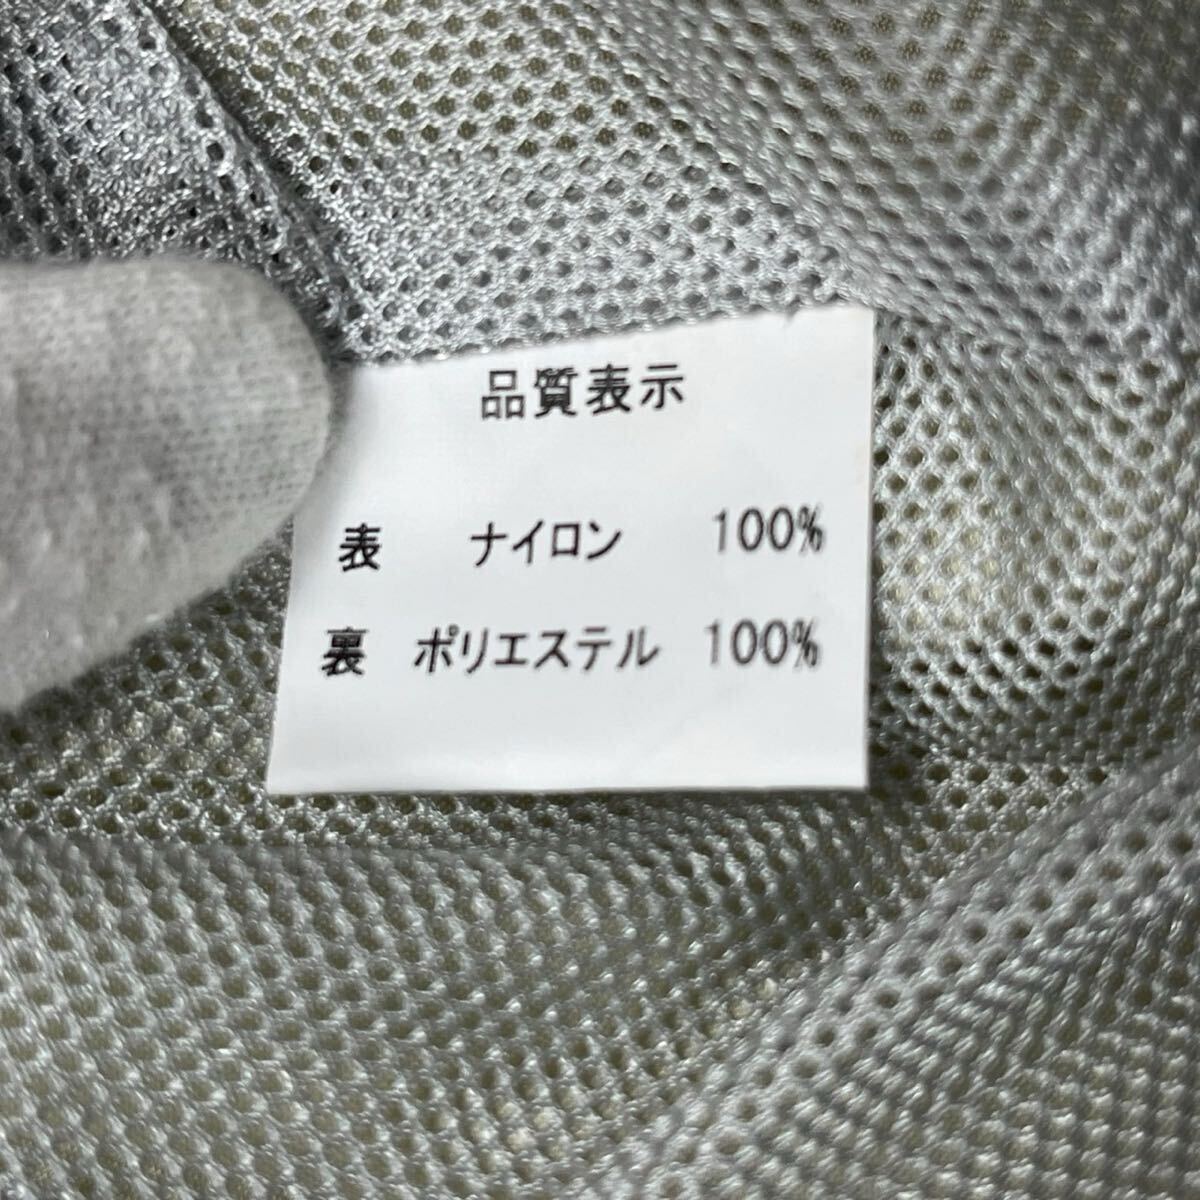 品質表示
表 ナイロン 100%
裏 ポリエステル 100%